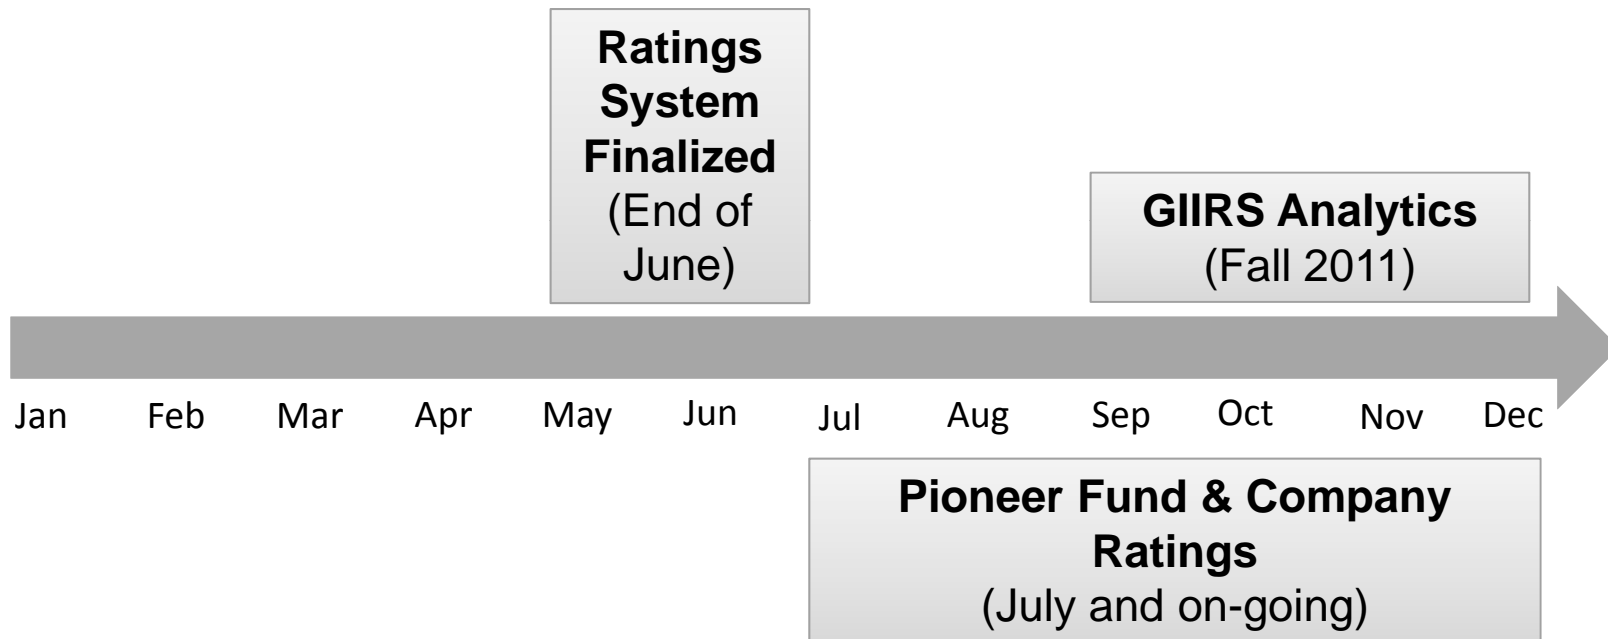 Ratings
System
Finalized
(End of
June)
GIIRS Analytics
(Fall 2011)
Jan Feb Mar Apr May Jun Jul Aug Sep Oct Nov Dec
Pioneer Fund & Company
Ratings
(July and on-going)